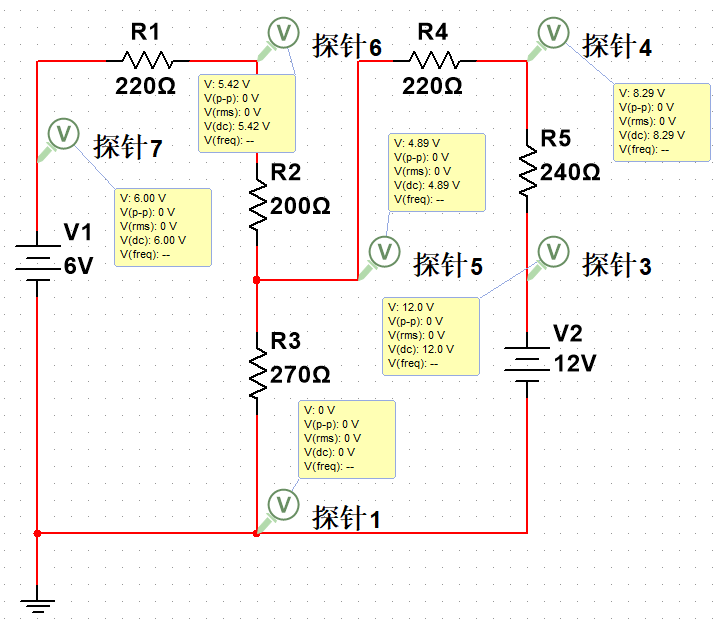 R1
220Ω
V
探针6
V: 5.42 V
V(p-p): 0 V
V(rms): 0 V
V(dc): 5.42 V
V(freq): --
R4
220Ω
V
探针4
V: 8.29 V
V(p-p): 0 V
V(rms): 0 V
V(dc): 8.29 V
V(freq): --
V
探针7
V: 6.00 V
V(p-p): 0 V
V(rms): 0 V
V(dc): 6.00 V
V(freq): --
R2
200Ω
V: 4.89 V
V(p-p): 0 V
V(rms): 0 V
V(dc): 4.89 V
V(freq): --
R5
240Ω
V1
6V
V
探针5
V
探针3
V: 12.0 V
V(p-p): 0 V
V(rms): 0 V
V(dc): 12.0 V
V(freq): --
R3
270Ω
V2
12V
V: 0 V
V(p-p): 0 V
V(rms): 0 V
V(dc): 0 V
V(freq): --
V
探针1